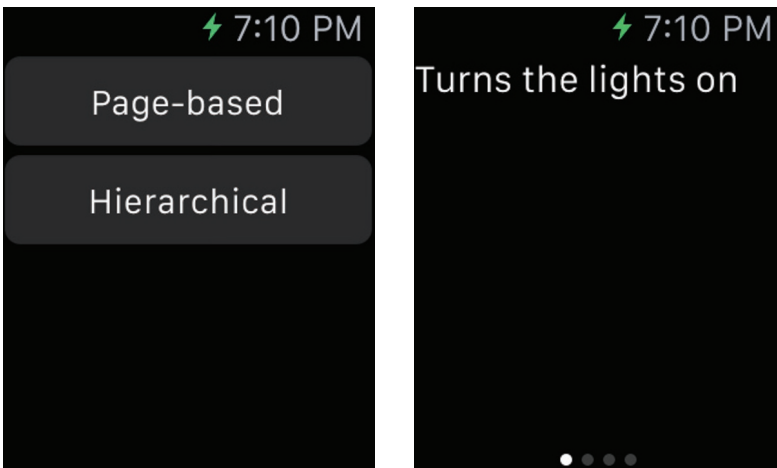 7:10 PM
Page-based
Hierarchical
7:10 PM
Turns the lights on